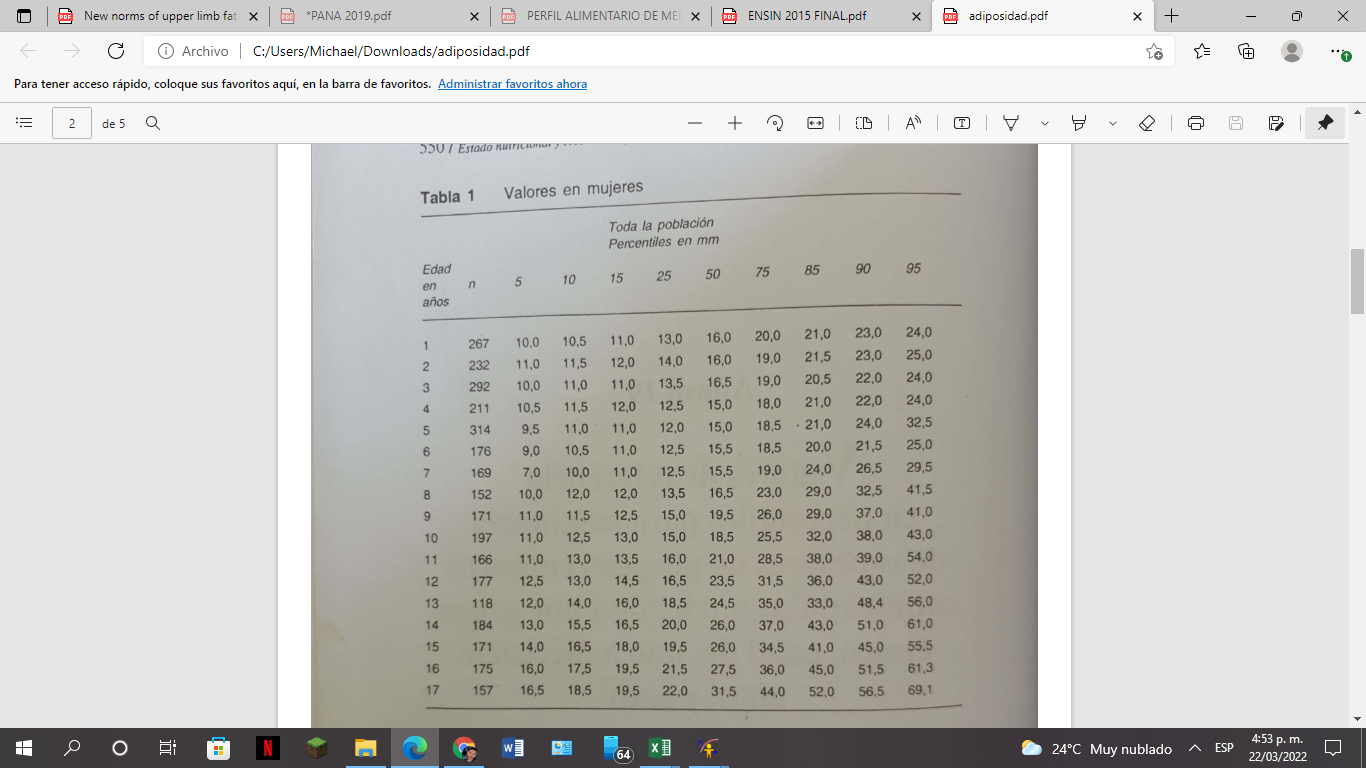 New norms of upper limb fat
*PANA 2019.pdf
PERFIL ALIMENTARIO DE MED
ENSIN 2015 FINAL.pdf
adiposidad.pdf
Archivo C:/Users/Michael/Downloads/adiposidad.pdf
Para tener acceso rápido, coloque sus favoritos aquí, en la barra de favoritos. Administrar favoritos ahora
2 de 5
550 / Estado nutricional y
Tabla 1 Valores en mujeres
Toda la población
Percentiles en mm
Edad
en
años
n 5 10 15 25 50 75 85 90 95
1 267 10,0 10,5 11,0 13,0 16,0 20,0 21,0 23,0 24,0
2 232 11,0 11,5 12,0 14,0 16,0 19,0 21,5 23,0 25,0
3 292 10,0 11,0 11,0 13,5 16,5 19,0 20,5 22,0 24,0
4 211 10,5 11,5 12,0 12,5 15,0 18,0 21,0 22,0 24,0
5 314 9,5 11,0 11,0 12,0 15,0 18,5 21,0 24,0 32,5
6 176 9,0 10,5 11,0 12,5 15,5 18,5 20,0 21,5 25,0
7 169 7,0 10,0 11,0 12,5 15,5 19,0 24,0 26,5 29,5
8 152 10,0 12,0 12,0 13,5 16,5 23,0 29,0 32,5 41,5
9 171 11,0 11,5 12,5 15,0 19,5 26,0 29,0 37,0 41,0
10 197 11,0 12,5 13,0 15,0 18,5 25,5 32,0 38,0 43,0
11 166 11,0 13,0 13,5 16,0 21,0 28,5 38,0 39,0 54,0
12 177 12,5 13,0 14,5 16,5 23,5 31,5 36,0 43,0 52,0
13 118 12,0 14,0 16,0 18,5 24,5 35,0 33,0 48,4 56,0
14 184 13,0 15,5 16,5 20,0 26,0 37,0 43,0 51,0 61,0
15 171 14,0 16,5 18,0 19,5 26,0 34,5 41,0 45,0 55,5
16 175 16,0 17,5 19,5 21,5 27,5 36,0 45,0 51,5 61,3
17 157 16,5 18,5 19,5 22,0 31,5 44,0 52,0 56,5 69,1
64
24°C Muy nublado
ESP
4:53 p. m.
22/03/2022